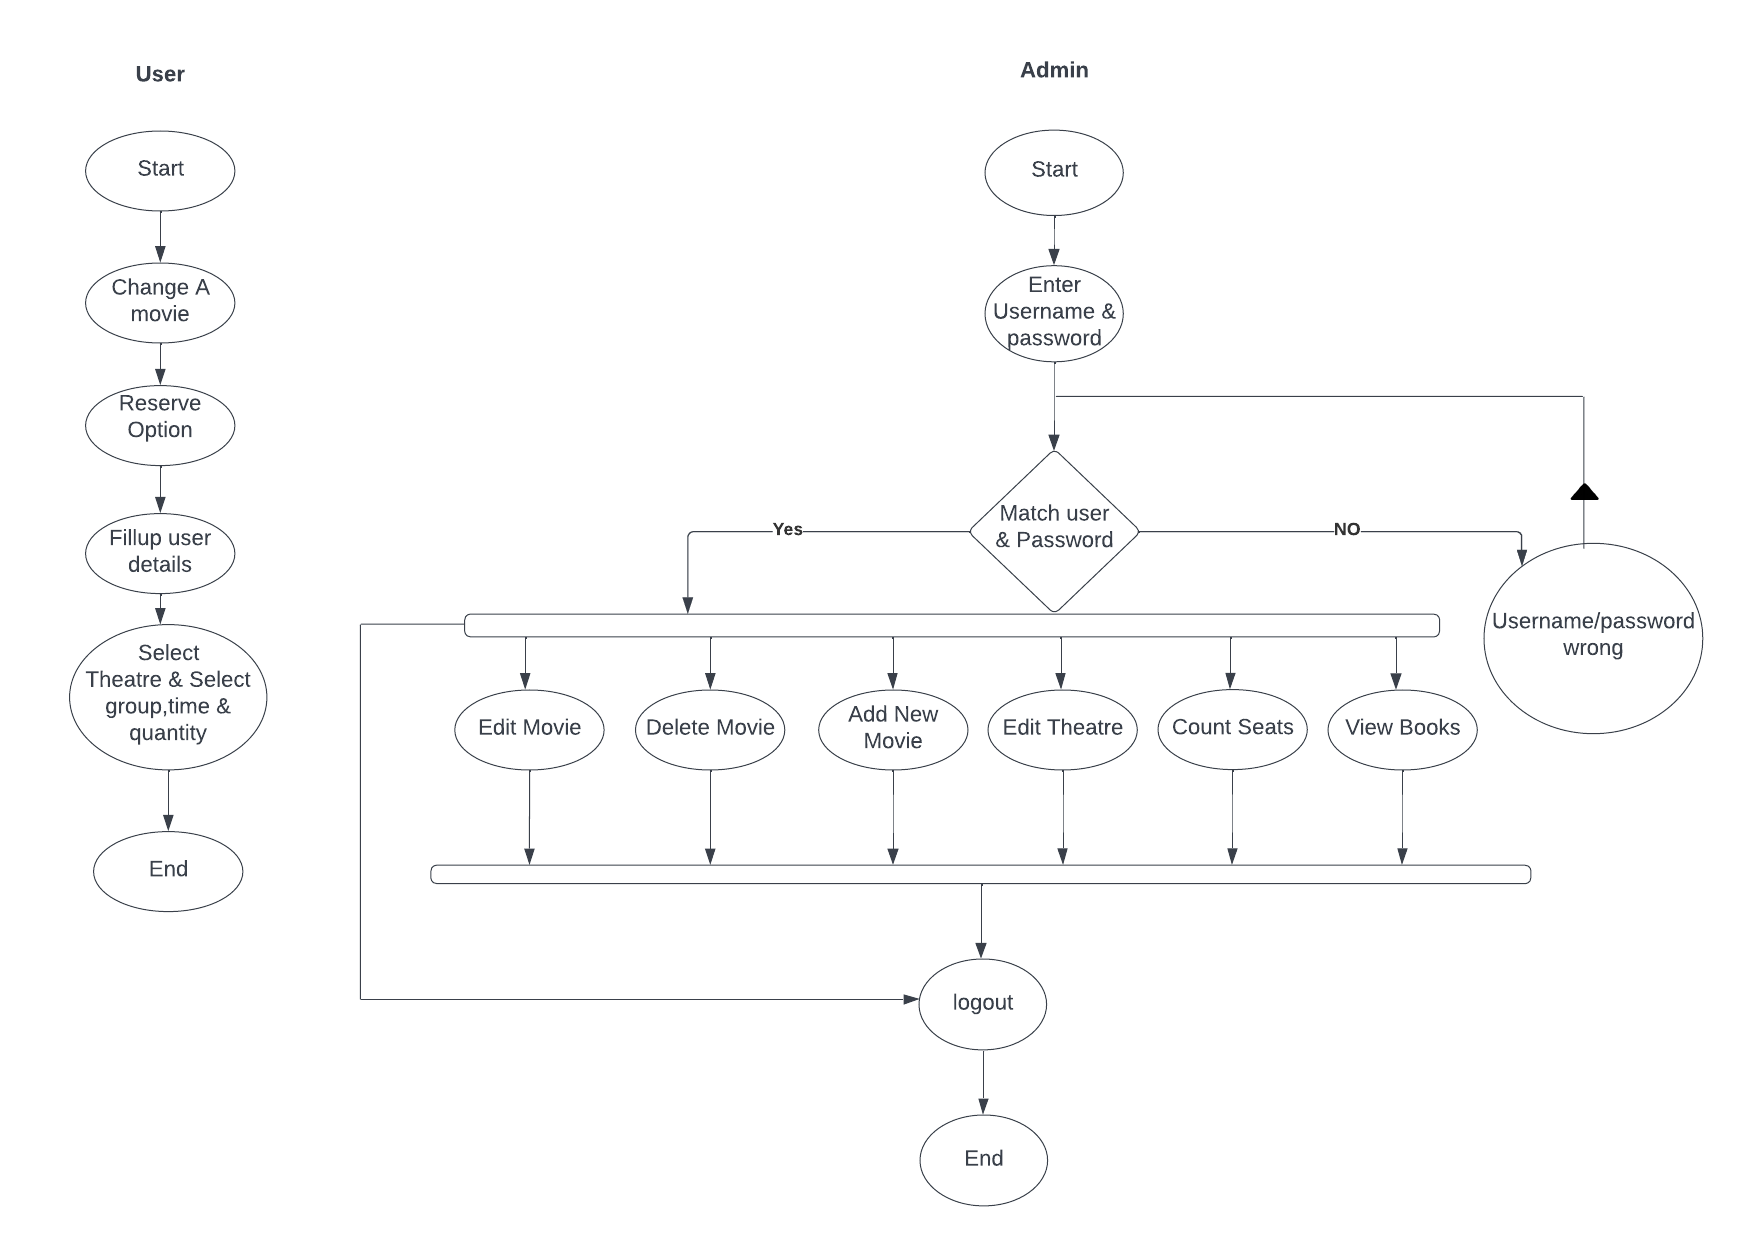 User
Start
Change A
movie
Reserve
Option
Fillup user
details
Select
Theatre & Select
group,time &
quantity
End
Admin
Start
Enter
Username &
password
Match user
& Password
Yes
NO
Username/password
wrong
Edit Movie
Delete Movie
Add New
Movie
Edit Theatre
Count Seats
View Books
logout
End